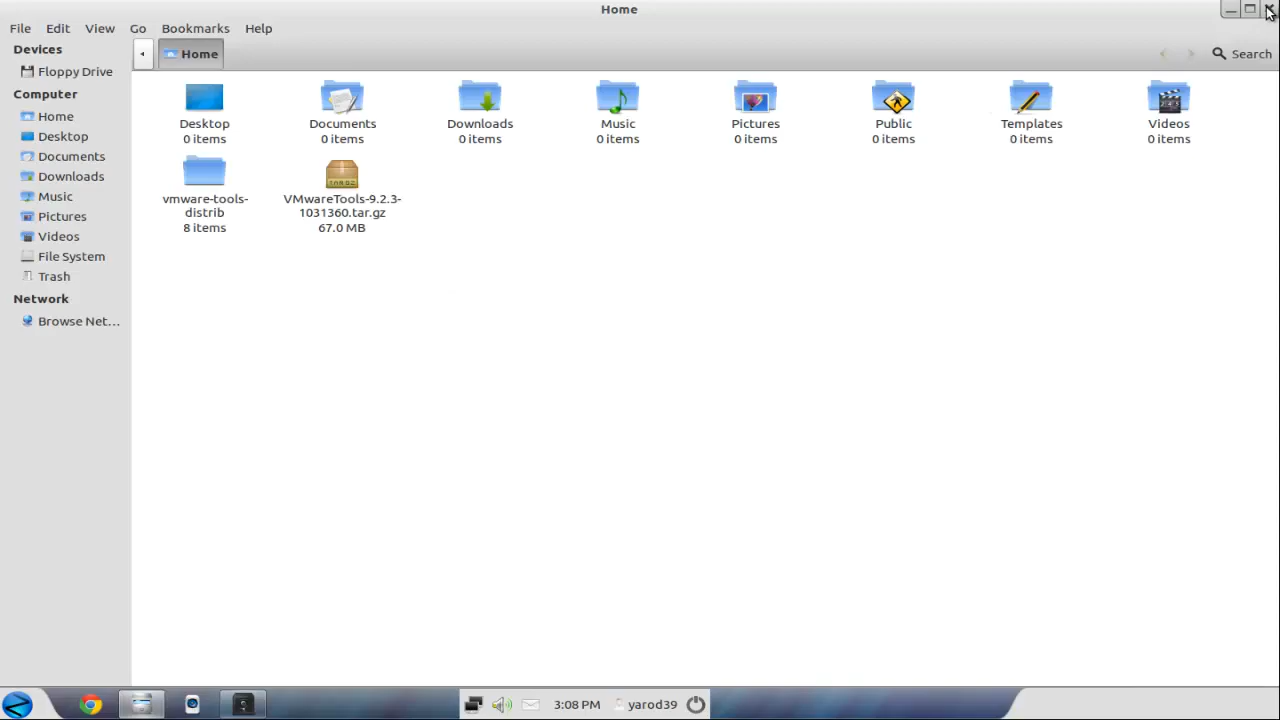 Home
File Edit View Go Bookmarks Help
Devices
Floppy Drive
Computer
Home
Desktop
Documents
Downloads
Music
Pictures
Videos
File System
Trash
Network
Browse Net...
Home
Search
Desktop
0 items
Documents
0 items
Downloads
0 items
Music
0 items
Pictures
0 items
Public
0 items
Templates
0 items
Videos
0 items
vmware-tools-
distrib
8 items
VMwareTools-9.2.3-
1031360.tar.gz
67.0 MB
3:08 PM yarod39